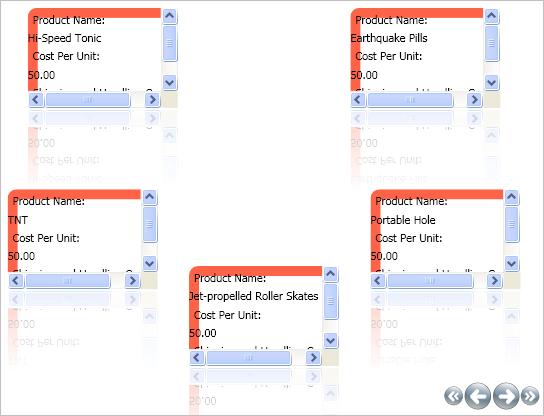 Product Name:
Hi-Speed Tonic
Cost Per Unit:
50.00
Product Name:
Earthquake Pills
Cost Per Unit:
50.00
Product Name:
TNT
Cost Per Unit:
50.00
Product Name:
Portable Hole
Cost Per Unit:
50.00
Product Name:
Jet-propelled Roller Skates
Cost Per Unit:
50.00